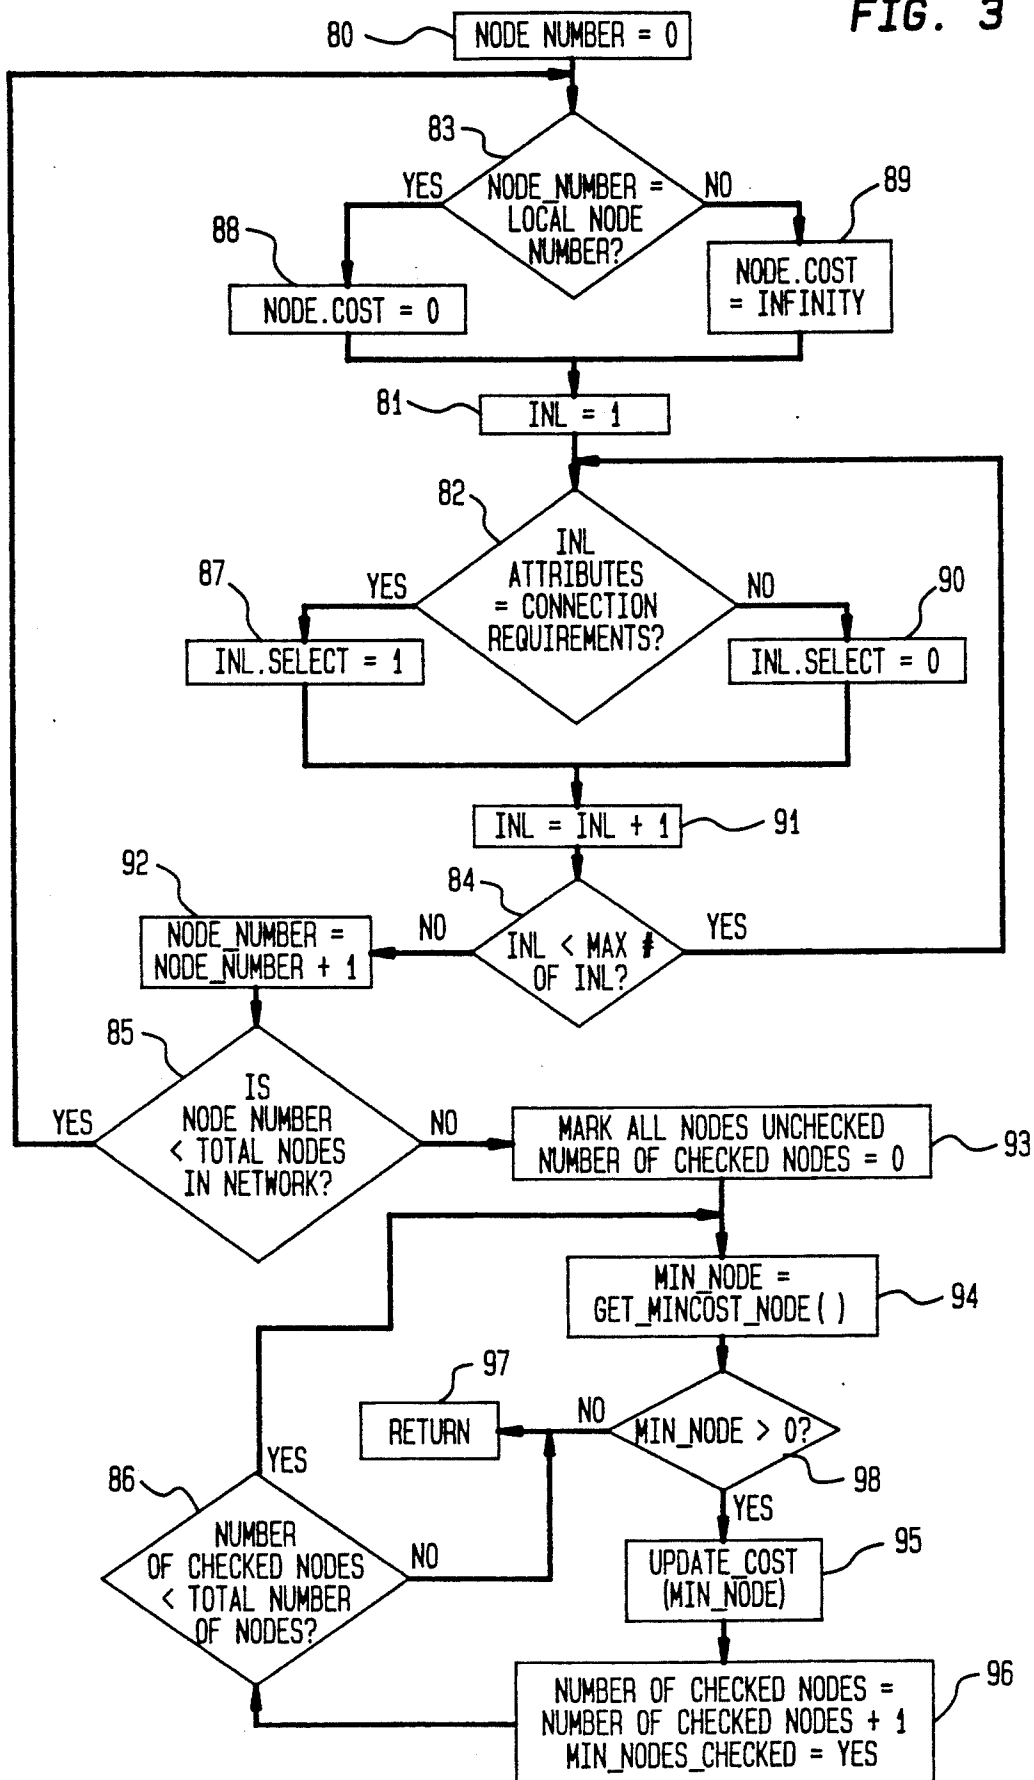 FIG. 3
80
NODE NUMBER = 0
83
YES
NODE_NUMBER =
LOCAL NODE
NUMBER?
NO
89
88
NODE.COST = 0
NODE.COST
= INFINITY
81
INL = 1
82
INL
ATTRIBUTES
= CONNECTION
REQUIREMENTS?
87
YES
NO
90
INL.SELECT = 1
INL.SELECT = 0
INL = INL + 1
91
92
84
NODE_NUMBER =
NODE_NUMBER + 1
NO
INL < MAX #
OF INL?
YES
85
IS
NODE NUMBER
< TOTAL NODES
IN NETWORK?
YES
NO
MARK ALL NODES UNCHECKED
NUMBER OF CHECKED NODES = 0
93
MIN_NODE =
GET_MINCOST_NODE()
94
97
RETURN
NO
MIN_NODE > 0?
98
YES
86
YES
NUMBER
OF CHECKED NODES
< TOTAL NUMBER
OF NODES?
NO
UPDATE_COST
(MIN_NODE)
95
NUMBER OF CHECKED NODES =
NUMBER OF CHECKED NODES + 1
MIN_NODES_CHECKED = YES
96